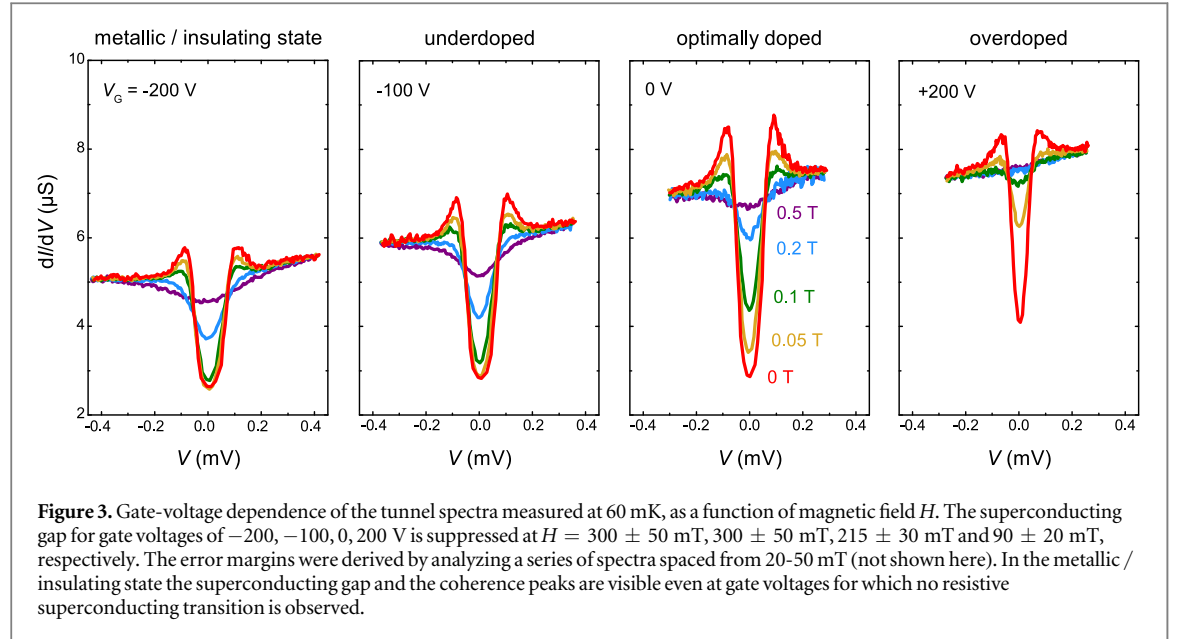 metallic / insulating state
underdoped
optimally doped
overdoped
10
8
6
4
2
dI/dV (µS)
V_G = -200 V
-100 V
0 V
+200 V
0.5 T
0.2 T
0.1 T
0.05 T
0 T
-0.4 -0.2 0.0 0.2 0.4
-0.4 -0.2 0.0 0.2 0.4
-0.4 -0.2 0.0 0.2 0.4
-0.4 -0.2 0.0 0.2 0.4
V (mV)
V (mV)
V (mV)
V (mV)
Figure 3. Gate-voltage dependence of the tunnel spectra measured at 60 mK, as a function of magnetic field H. The superconducting
gap for gate voltages of −200, −100, 0, 200 V is suppressed at H = 300 ± 50 mT, 300 ± 50 mT, 215 ± 30 mT and 90 ± 20 mT,
respectively. The error margins were derived by analyzing a series of spectra spaced from 20-50 mT (not shown here). In the metallic /
insulating state the superconducting gap and the coherence peaks are visible even at gate voltages for which no resistive
superconducting transition is observed.